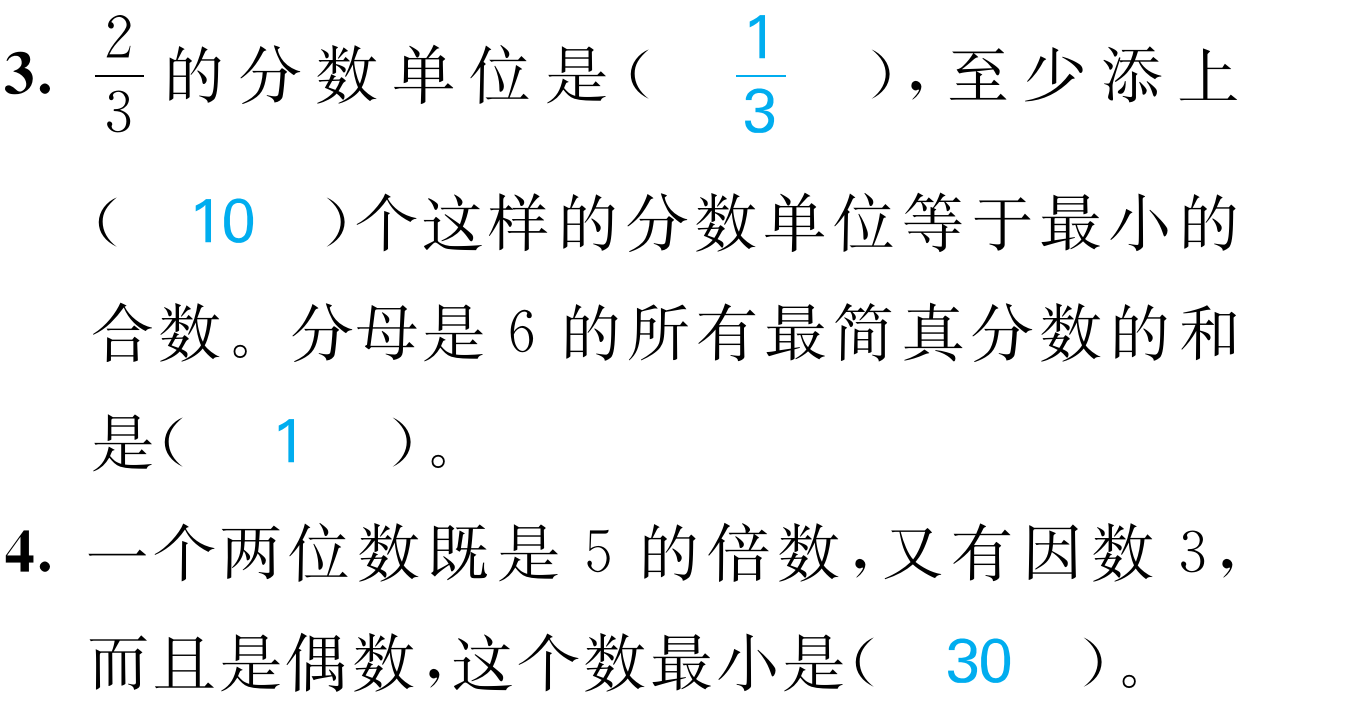 3. 2/3 的分数单位是( 1/3 ),至少添上
( 10 )个这样的分数单位等于最小的
合数。分母是 6 的所有最简真分数的和
是( 1 )。
4. 一个两位数既是 5 的倍数,又有因数 3,
而且是偶数,这个数最小是( 30 )。